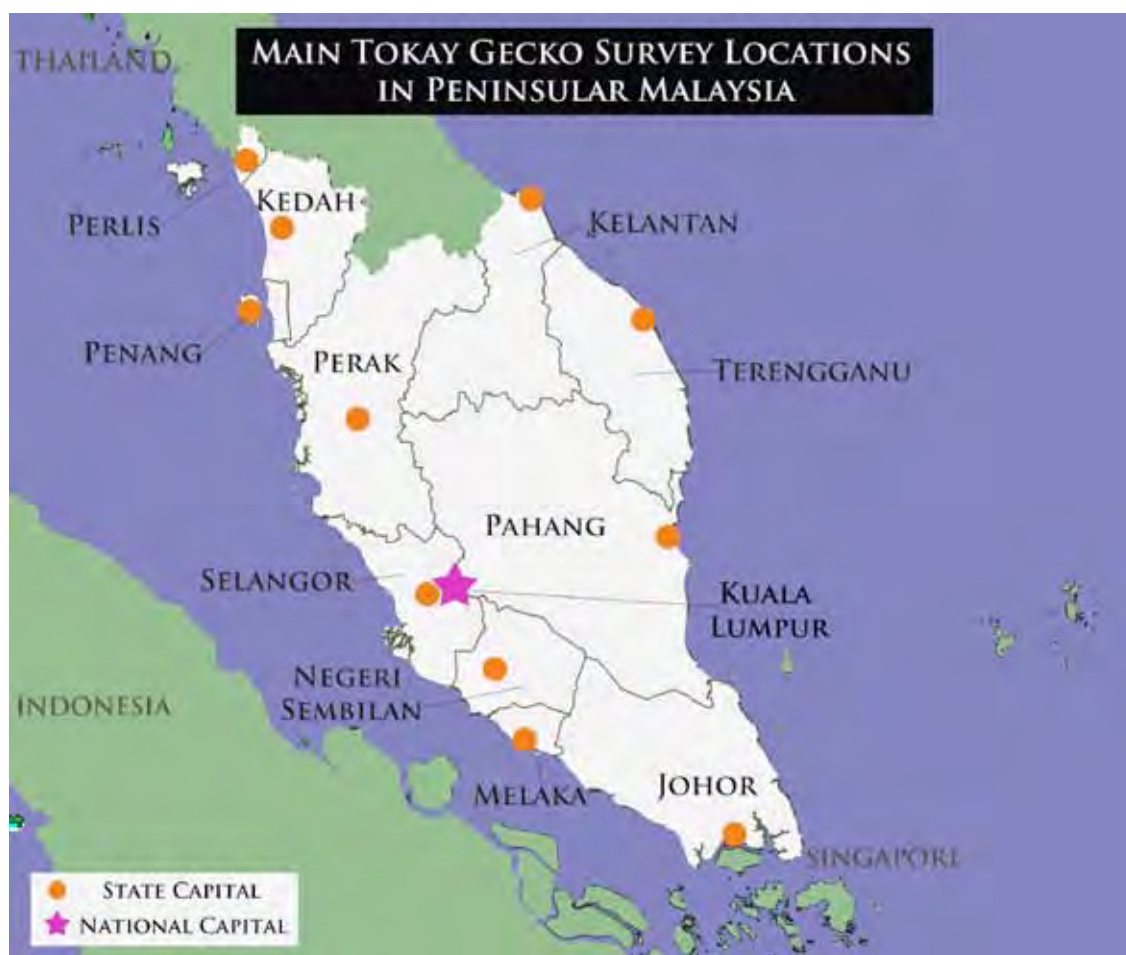 MAIN TOKAY GECKO SURVEY LOCATIONS
IN PENINSULAR MALAYSIA
THAILAND
KEDAH
PERLIS
KELANTAN
PENANG
PERAK
TERENGGANU
PAHANG
SELANGOR
KUALA
LUMPUR
NEGERI
SEMBILAN
INDONESIA
MELAKA
JOHOR
SINGAPORE
STATE CAPITAL
NATIONAL CAPITAL